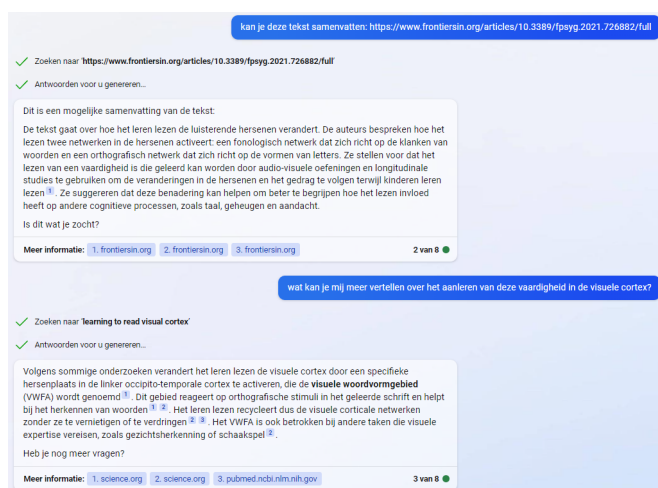 kan je deze tekst samenvatten: https://www.frontiersin.org/articles/10.3389/fpsyg.2021.726882/full
Zoeken naar 'https://www.frontiersin.org/articles/10.3389/fpsyg.2021.726882/full'
Antwoorden voor u genereren...
Dit is een mogelijke samenvatting van de tekst:
De tekst gaat over hoe het leren lezen de luisterende hersenen verandert. De auteurs bespreken hoe het
lezen twee netwerken in de hersenen activeert: een fonologisch netwerk dat zich richt op de klanken van
woorden en een orthografisch netwerk dat zich richt op de vormen van letters. Ze stellen voor dat het
lezen van een vaardigheid is die geleerd kan worden door audio-visuele oefeningen en longitudinale
studies te gebruiken om de veranderingen in de hersenen en het gedrag te volgen terwijl kinderen leren
lezen 1. Ze suggereren dat deze benadering kan helpen om beter te begrijpen hoe het lezen invloed
heeft op andere cognitieve processen, zoals taal, geheugen en aandacht.
Is dit wat je zocht?
Meer informatie: 1. frontiersin.org 2. frontiersin.org 3. frontiersin.org 2 van 8
wat kan je mij meer vertellen over het aanleren van deze vaardigheid in de visuele cortex?
Zoeken naar 'learning to read visual cortex'
Antwoorden voor u genereren...
Volgens sommige onderzoeken verandert het leren lezen de visuele cortex door een specifieke
hersenplaats in de linker occipito-temporale cortex te activeren, die de visuele woordvormgebied
(VWFA) wordt genoemd 1. Dit gebied reageert op orthografische stimuli in het geleerde schrift en helpt
bij het herkennen van woorden 1 2. Het leren lezen recycleert dus de visuele corticale netwerken
zonder ze te vernietigen of te verdringen 2 3. Het VWFA is ook betrokken bij andere taken die visuele
expertise vereisen, zoals gezichtsherkenning of schaakspel 2.
Heb je nog meer vragen?
Meer informatie: 1. science.org 2. science.org 3. pubmed.ncbi.nlm.nih.gov 3 van 8